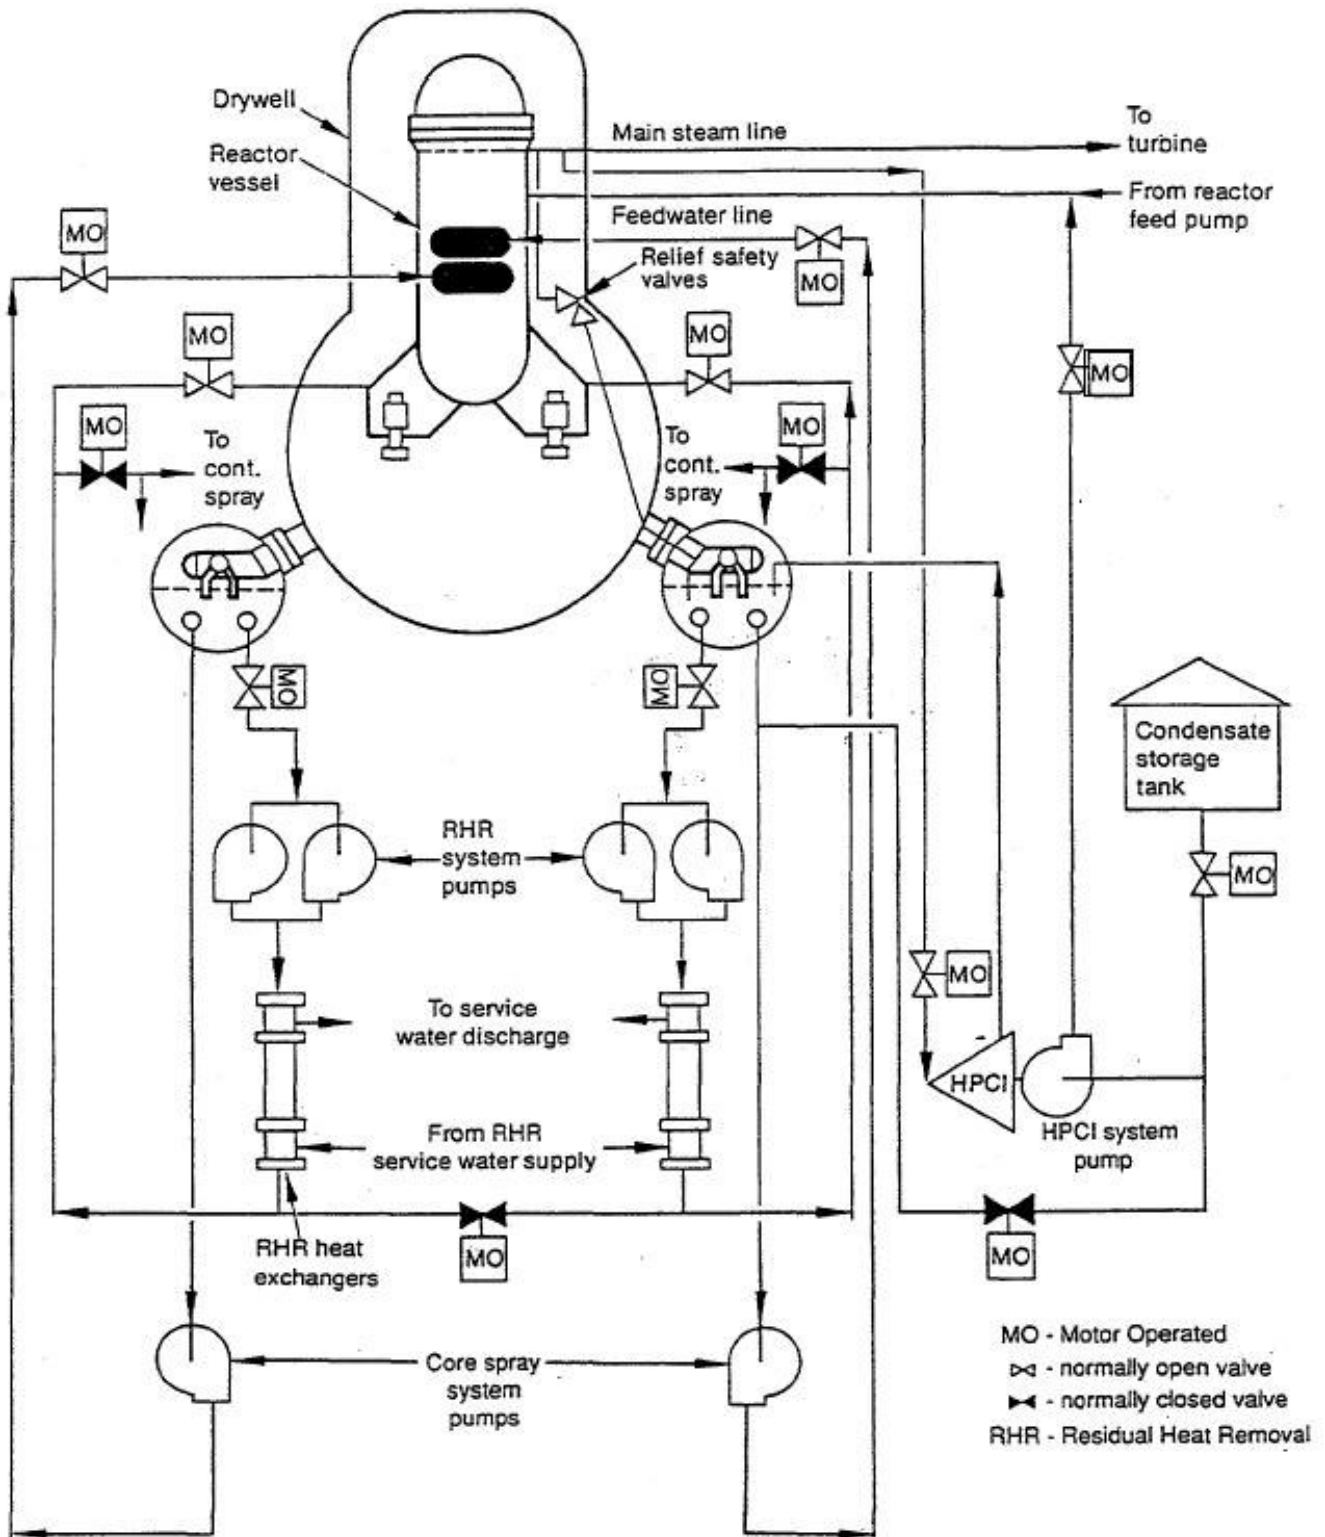 Drywell
Reactor
vessel
Main steam line
To
turbine
From reactor
feed pump
Feedwater line
Relief safety
valves
MO
MO
MO
MO
MO
MO
MO
To
cont.
spray
To
cont.
spray
MO
MO
Condensate
storage
tank
MO
RHR
system
pumps
MO
To service
water discharge
HPCI
HPCI system
pump
From RHR
service water supply
RHR heat
exchangers
MO
MO
Core spray
system
pumps
MO - Motor Operated
- normally open valve
- normally closed valve
RHR - Residual Heat Removal